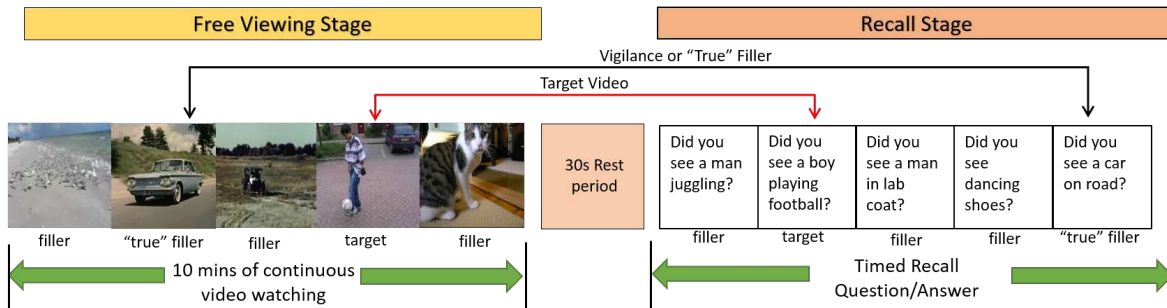 Free Viewing Stage
Recall Stage
Vigilance or “True” Filler
Target Video
30s Rest
period
Did you
see a man
juggling?
Did you
see a boy
playing
football?
Did you
see a man
in lab
coat?
Did you
see
dancing
shoes?
Did you
see a car
on road?
filler
“true” filler
filler
target
filler
filler
target
filler
filler
“true” filler
10 mins of continuous
video watching
Timed Recall
Question/Answer